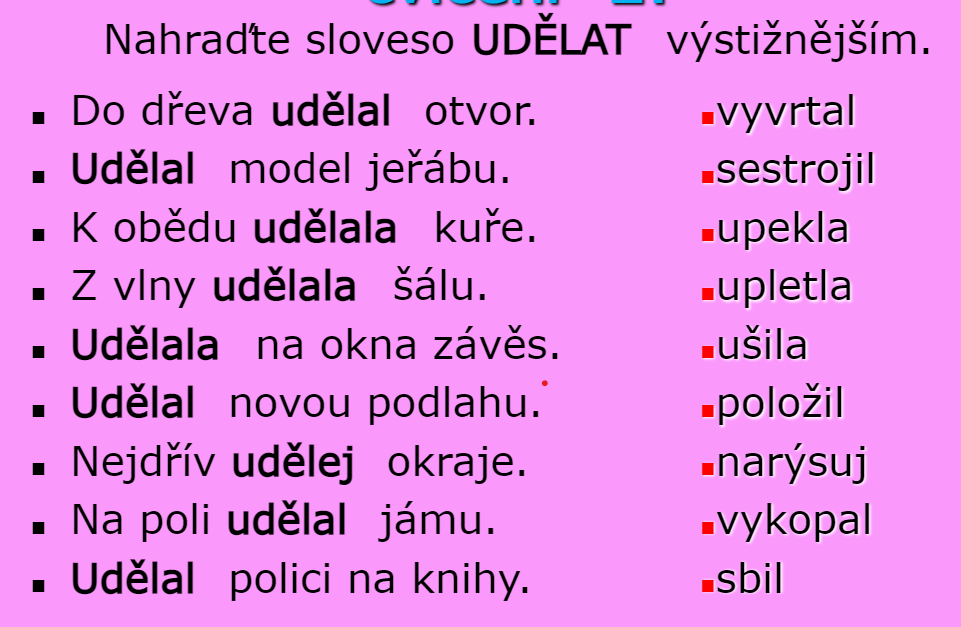 Nahraďte sloveso UDĚLAT výstižnějším.
Do dřeva udělal otvor. vyvrtal
Udělal model jeřábu. sestrojil
K obědu udělala kuře. upekla
Z vlny udělala šálu. upletla
Udělala na okna závěs. ušila
Udělal novou podlahu. položil
Nejdřív udělej okraje. narýsuj
Na poli udělal jámu. vykopal
Udělal polici na knihy. sbil